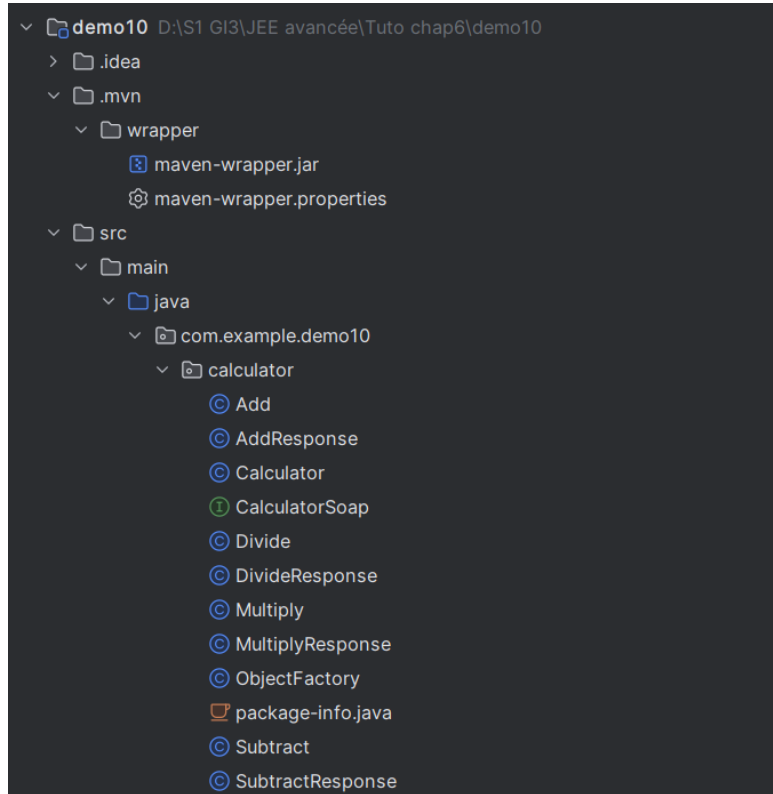 demo10 D:\S1 GI3\JEE avancée\Tuto chap6\demo10
.idea
.mvn
wrapper
maven-wrapper.jar
maven-wrapper.properties
src
main
java
com.example.demo10
calculator
Add
AddResponse
Calculator
CalculatorSoap
Divide
DivideResponse
Multiply
MultiplyResponse
ObjectFactory
package-info.java
Subtract
SubtractResponse